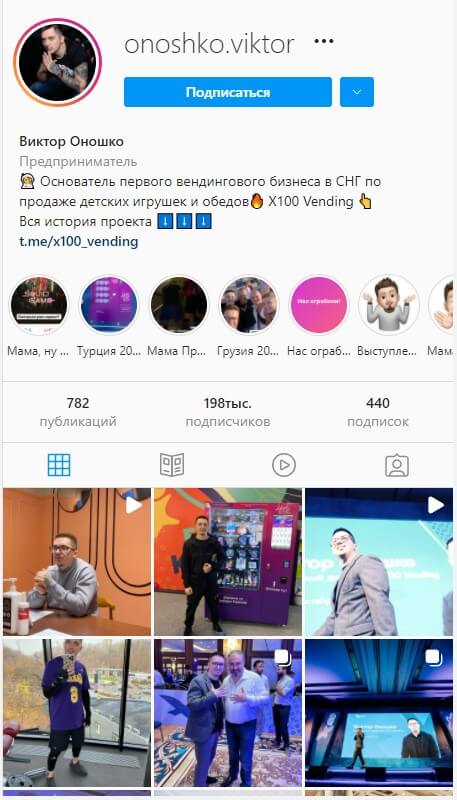 onoshko.viktor
Подписаться
Виктор Оношко
Предприниматель
Основатель первого вендингового бизнеса в СНГ по
продаже детских игрушек и обедов🔥 X100 Vending 👆
Вся история проекта ⬇️⬇️⬇️
t.me/x100_vending
Мама, ну ...
Турция 20...
Мама Пр...
Грузия 20...
Нас ограбили!
Нас ограб...
Выступле...
Мама
782
198тыс.
440
публикаций
подписчиков
подписок